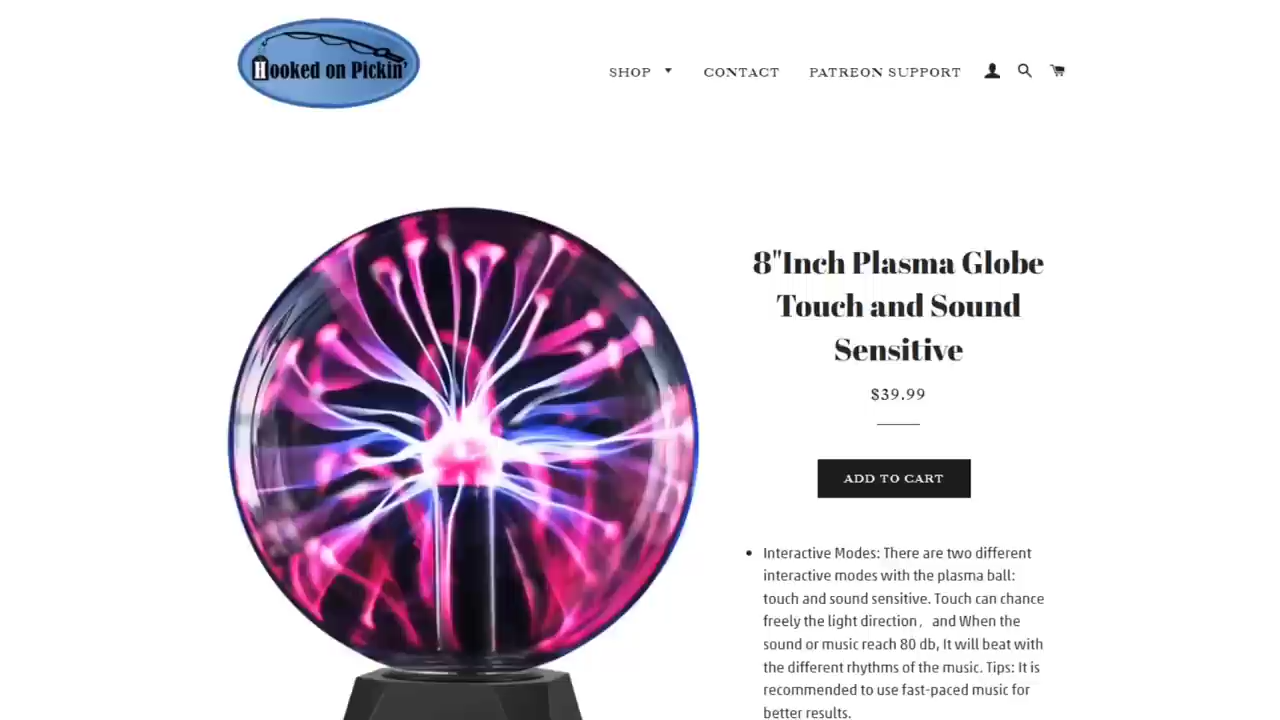 Hooked on Pickin'
SHOP
CONTACT
PATREON SUPPORT
8"Inch Plasma Globe
Touch and Sound
Sensitive
$39.99
ADD TO CART
• Interactive Modes: There are two different
interactive modes with the plasma ball:
touch and sound sensitive. Touch can chance
freely the light direction，and When the
sound or music reach 80 db, It will beat with
the different rhythms of the music. Tips: It is
recommended to use fast-paced music for
better results.